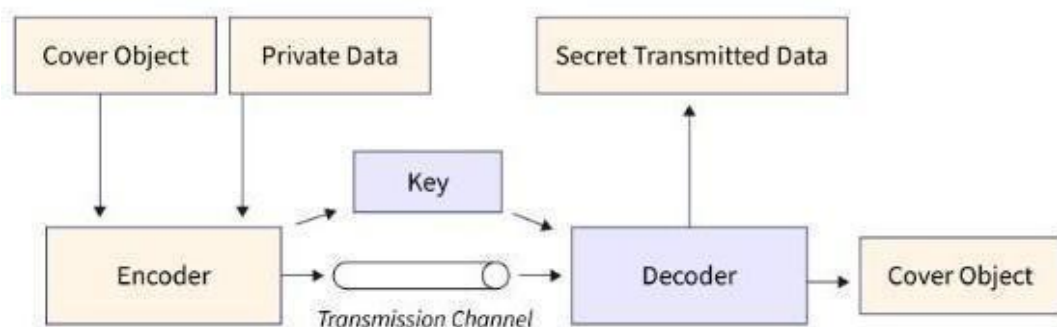 Cover Object
Private Data
Secret Transmitted Data
Key
Encoder
Decoder
Cover Object
Transmission Channel